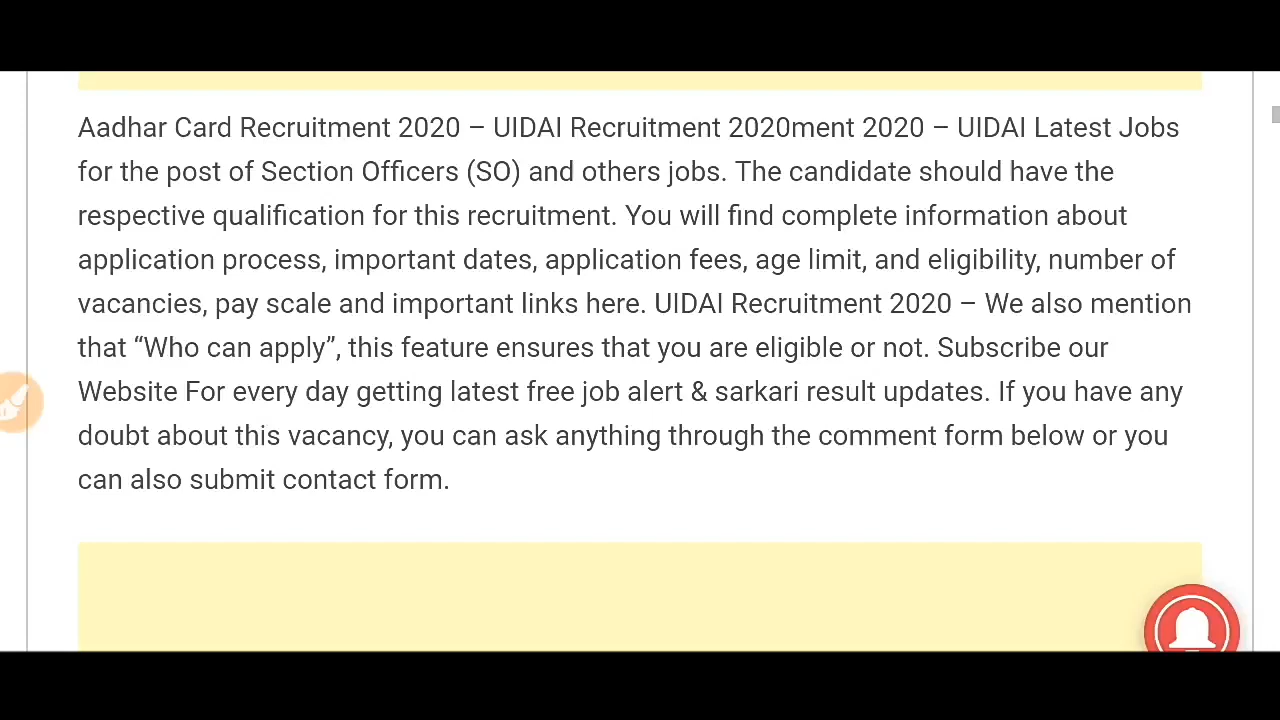 Aadhar Card Recruitment 2020 – UIDAI Recruitment 2020ment 2020 – UIDAI Latest Jobs
for the post of Section Officers (SO) and others jobs. The candidate should have the
respective qualification for this recruitment. You will find complete information about
application process, important dates, application fees, age limit, and eligibility, number of
vacancies, pay scale and important links here. UIDAI Recruitment 2020 – We also mention
that “Who can apply”, this feature ensures that you are eligible or not. Subscribe our
Website For every day getting latest free job alert & sarkari result updates. If you have any
doubt about this vacancy, you can ask anything through the comment form below or you
can also submit contact form.